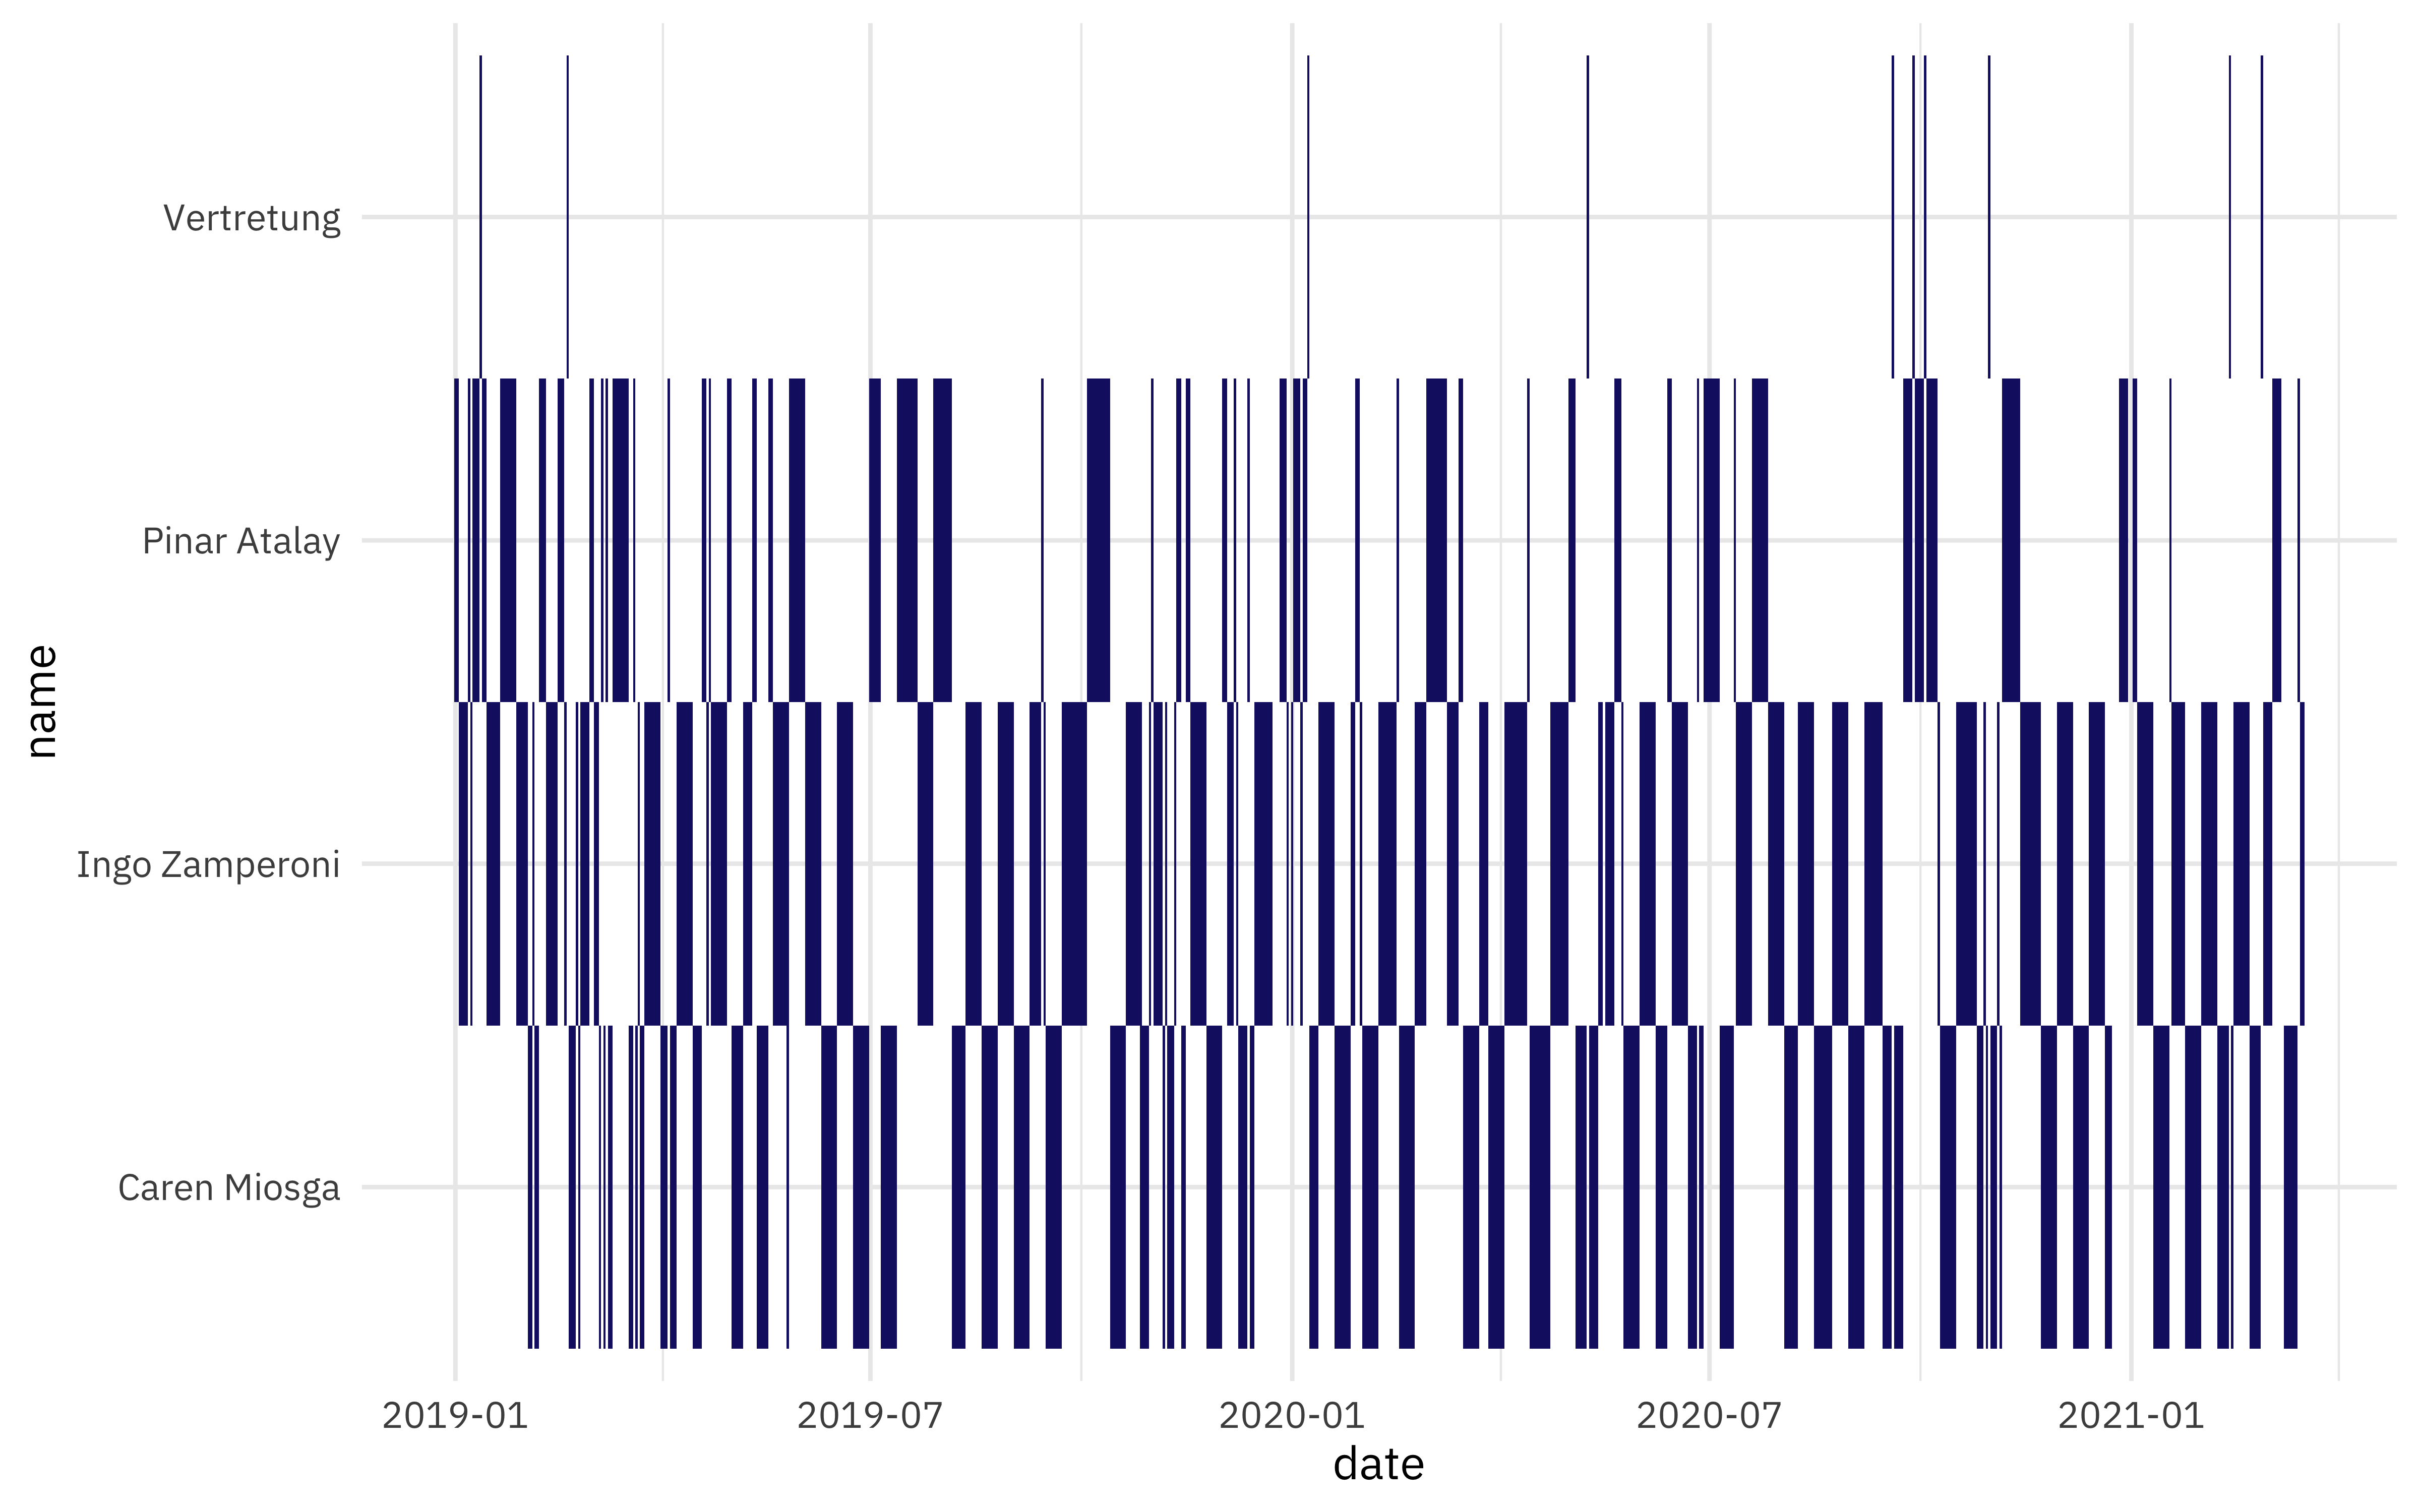 Vertretung
Pinar Atalay
Ingo Zamperoni
Caren Miosga
name
2019-01 2019-07 2020-01 2020-07 2021-01
date